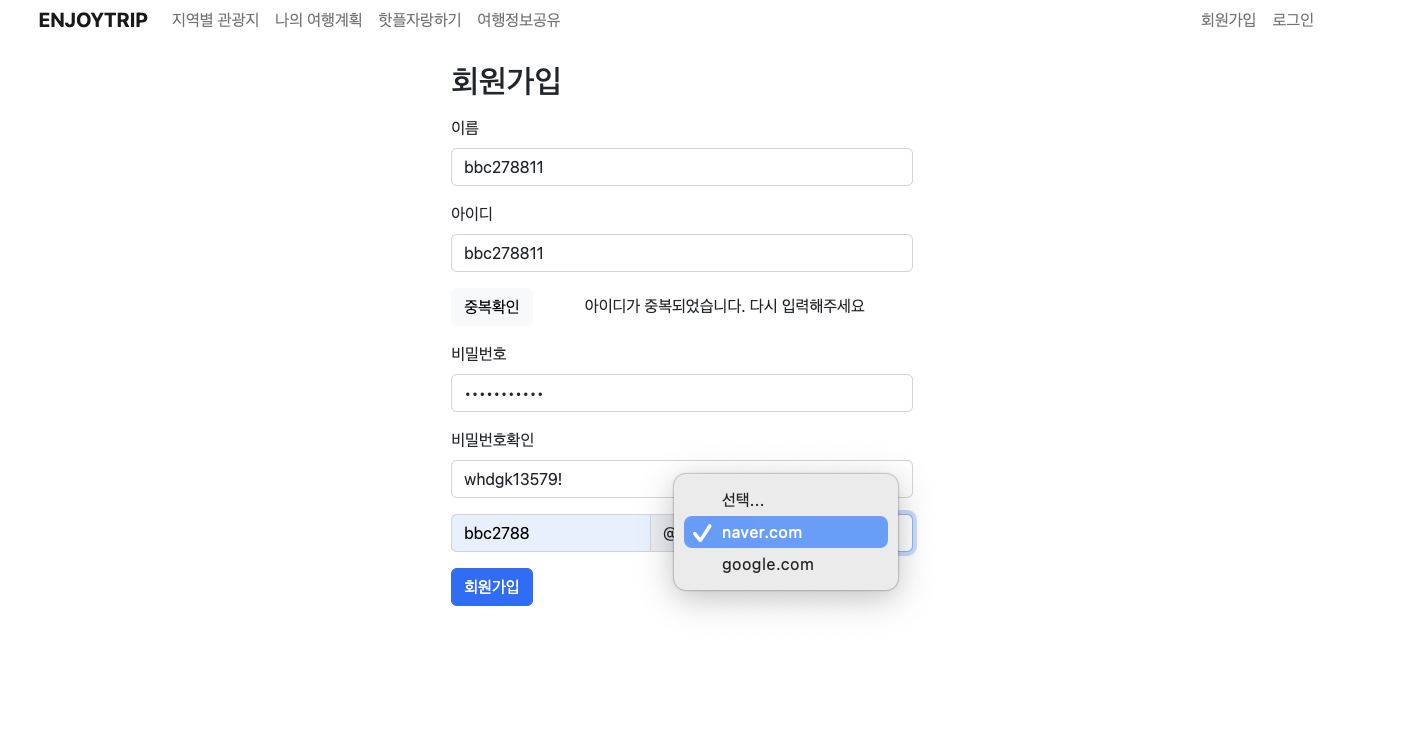 ENJOYTRIP 지역별 관광지 나의 여행계획 핫플자랑하기 여행정보공유 회원가입 로그인
회원가입
이름
bbc278811
아이디
bbc278811
중복확인 아이디가 중복되었습니다. 다시 입력해주세요
비밀번호
•••••••••••
비밀번호확인
whdgk13579!
선택...
bbc2788 @ naver.com
google.com
회원가입